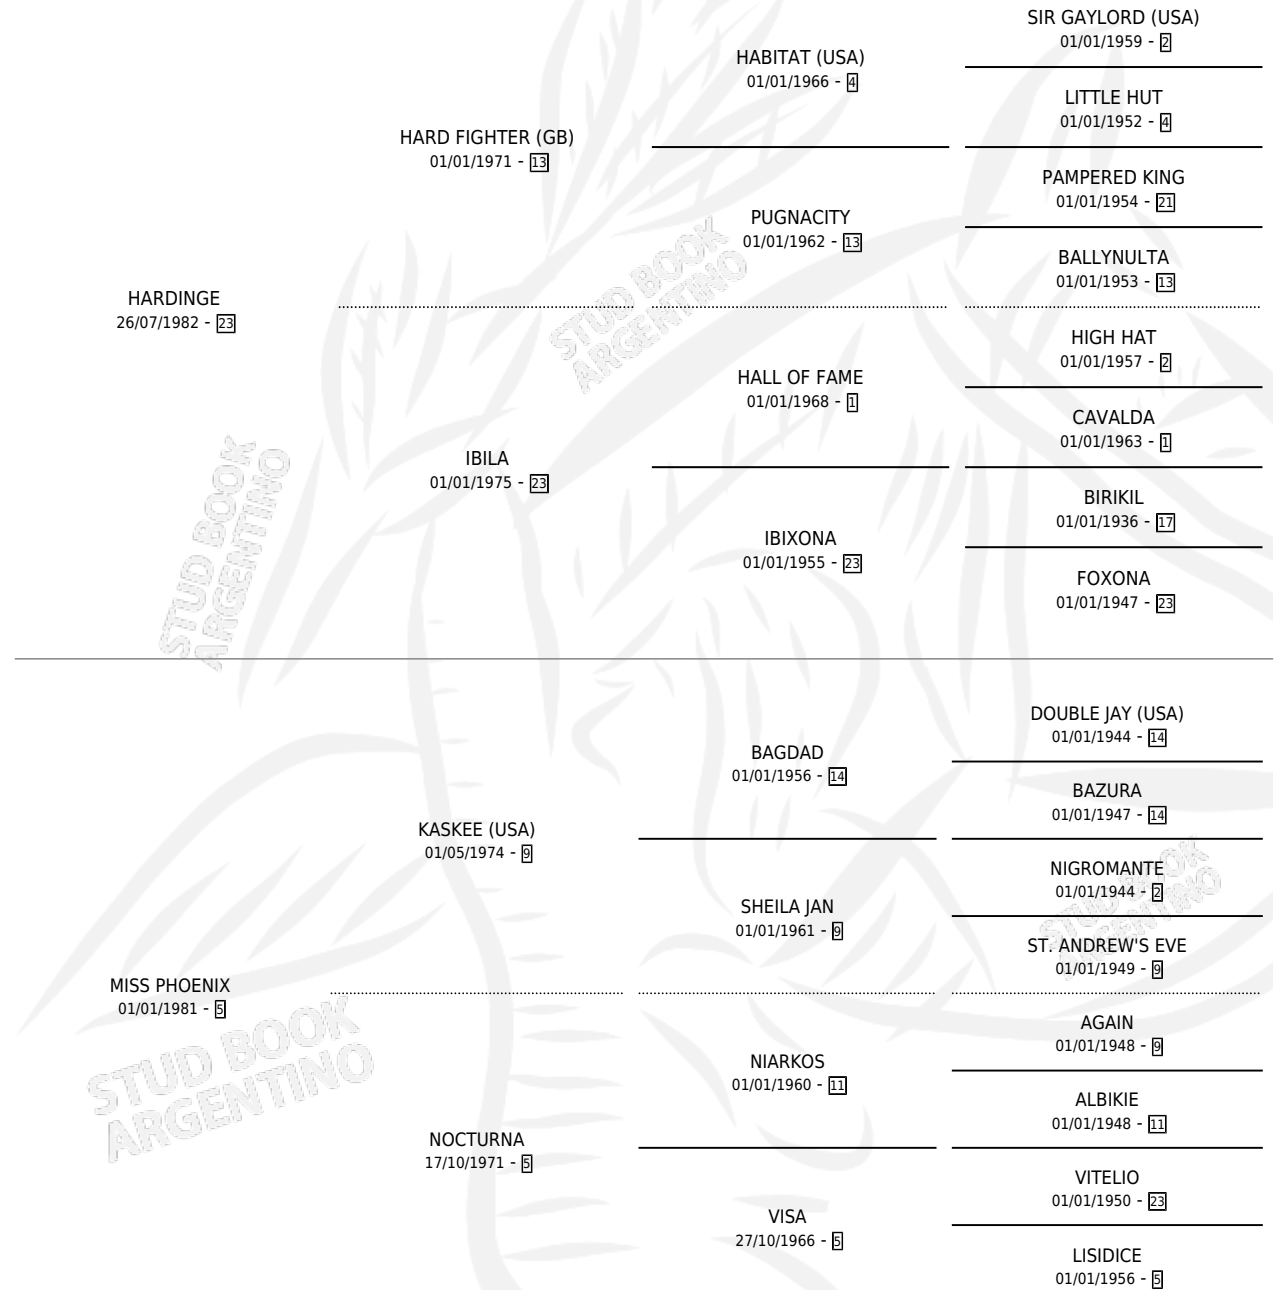 SIR GAYLORD (USA)
01/01/1959 - 2
HABITAT (USA)
01/01/1966 - 4
LITTLE HUT
01/01/1952 - 4
HARD FIGHTER (GB)
01/01/1971 - 13
PAMPERED KING
01/01/1954 - 21
PUGNACITY
01/01/1962 - 13
BALLYNULTA
01/01/1953 - 13
HARDINGE
26/07/1982 - 23
HIGH HAT
01/01/1957 - 2
HALL OF FAME
01/01/1968 - 1
CAVALDA
01/01/1963 - 1
IBILA
01/01/1975 - 23
BIRIKIL
01/01/1936 - 17
IBIXONA
01/01/1955 - 23
FOXONA
01/01/1947 - 23
DOUBLE JAY (USA)
01/01/1944 - 14
BAGDAD
01/01/1956 - 14
BAZURA
01/01/1947 - 14
KASKEE (USA)
01/05/1974 - 9
NIGROMANTE
01/01/1944 - 2
SHEILA JAN
01/01/1961 - 9
ST. ANDREW'S EVE
01/01/1949 - 9
MISS PHOENIX
01/01/1981 - 5
AGAIN
01/01/1948 - 9
NIARKOS
01/01/1960 - 11
ALBIKIE
01/01/1948 - 11
NOCTURNA
17/10/1971 - 5
VITELIO
01/01/1950 - 23
VISA
27/10/1966 - 5
LISIDICE
01/01/1956 - 5
STUD BOOK
ARGENTINO
STUD BOOK
ARGENTINO
STUD BOOK
ARGENTINO
STUD BOOK
ARGENTINO